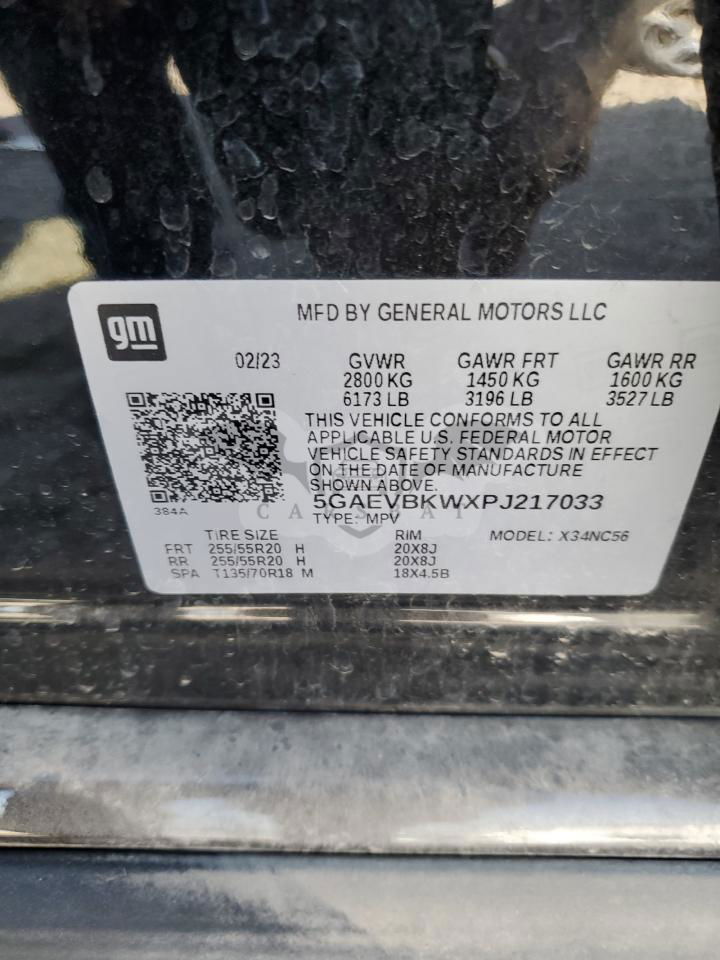 gm
MFD BY GENERAL MOTORS LLC
02/23 GVWR GAWR FRT GAWR RR
2800 KG 1450 KG 1600 KG
6173 LB 3196 LB 3527 LB
THIS VEHICLE CONFORMS TO ALL
APPLICABLE U.S. FEDERAL MOTOR
VEHICLE SAFETY STANDARDS IN EFFECT
ON THE DATE OF MANUFACTURE
SHOWN ABOVE.
384A
5GAEVBKWXPJ217033
TYPE: MPV
TIRE SIZE RIM MODEL: X34NC56
FRT 255/55R20 H 20X8J
RR 255/55R20 H 20X8J
SPA T135/70R18 M 18X4.5B